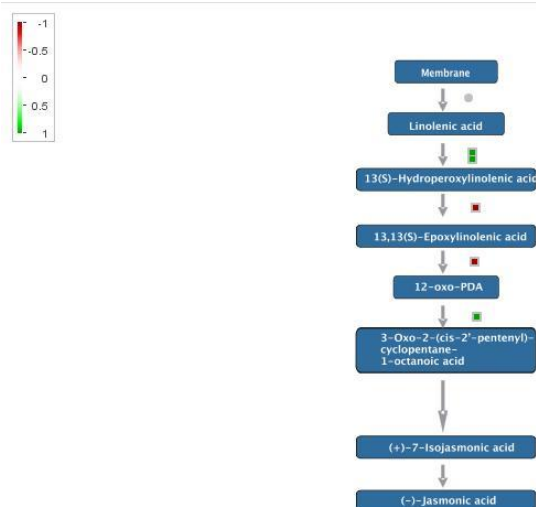 -1
-0.5
0
0.5
1
Membrane
Linolenic acid
13(S)-Hydroperoxylinolenic acid
13,13(S)-Epoxylinolenic acid
12-oxo-PDA
3-Oxo-2-(cis-2'-pentenyl)-
cyclopentane-
1-octanoic acid
(+)-7-Isojasmonic acid
(-)-Jasmonic acid